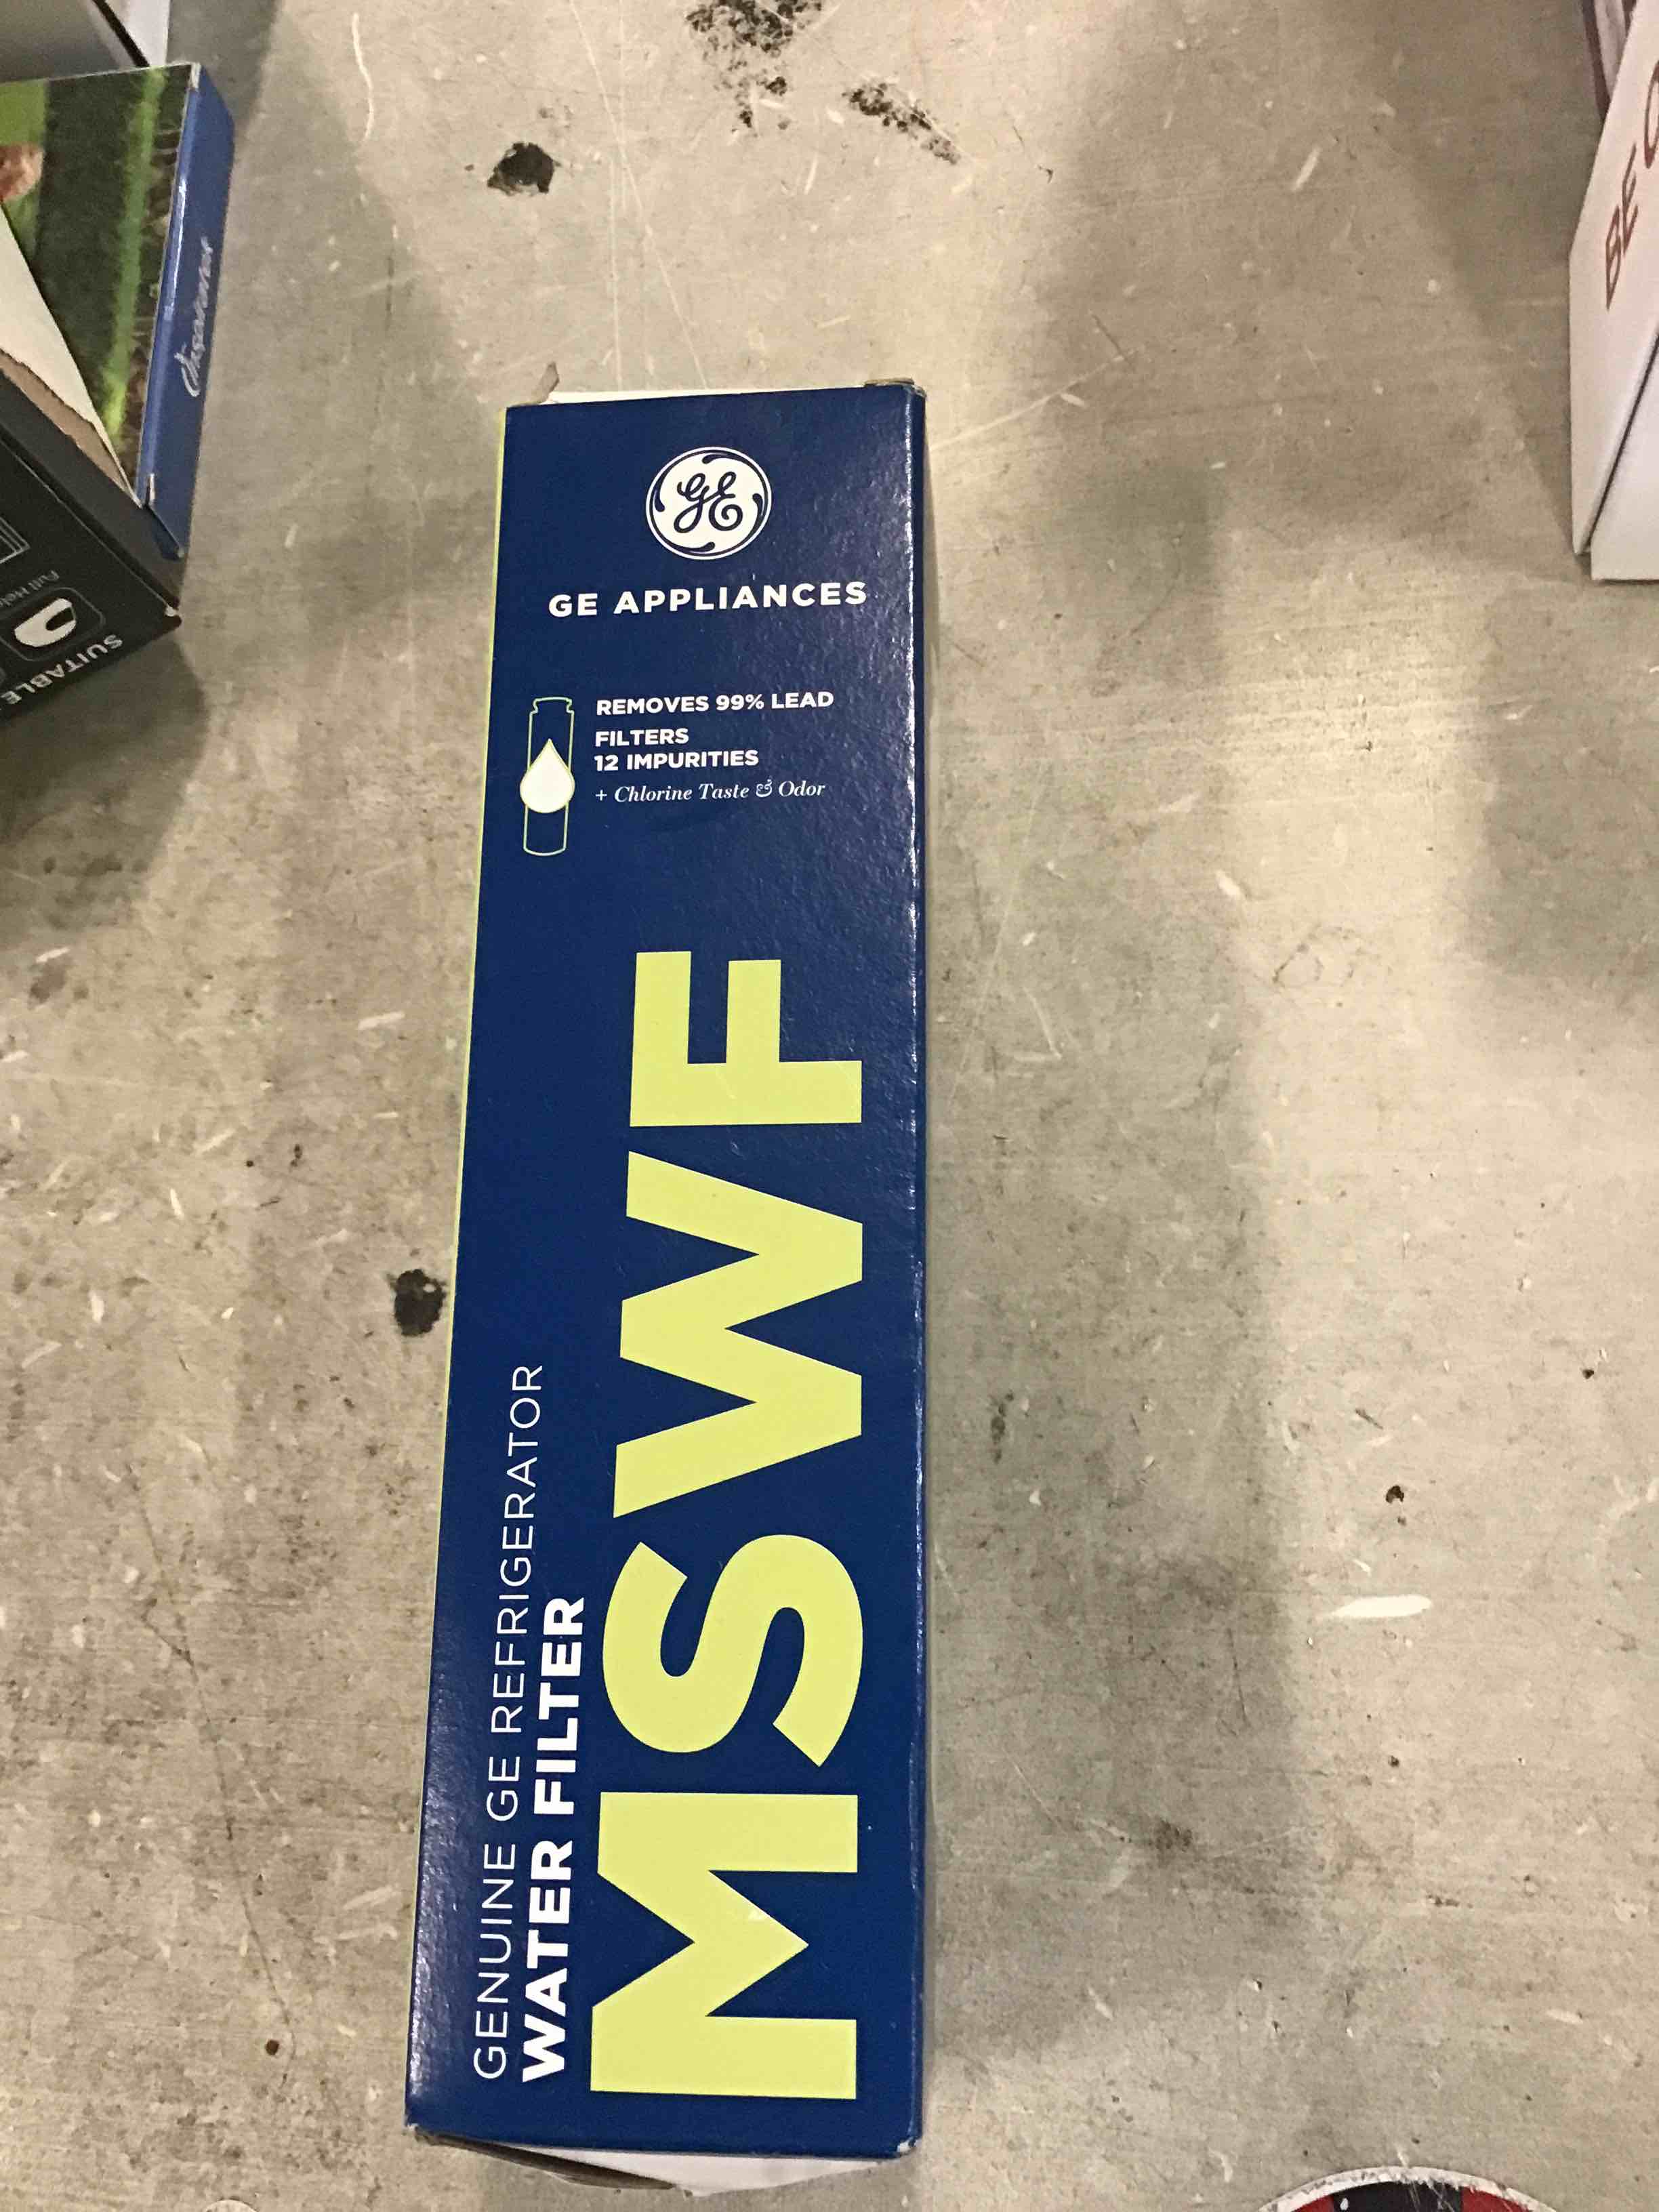 GE
GE APPLIANCES
REMOVES 99% LEAD
FILTERS
12 IMPURITIES
+ Chlorine Taste & Odor
GENUINE GE REFRIGERATOR
WATER FILTER
MSWF
SUITABLE
BE